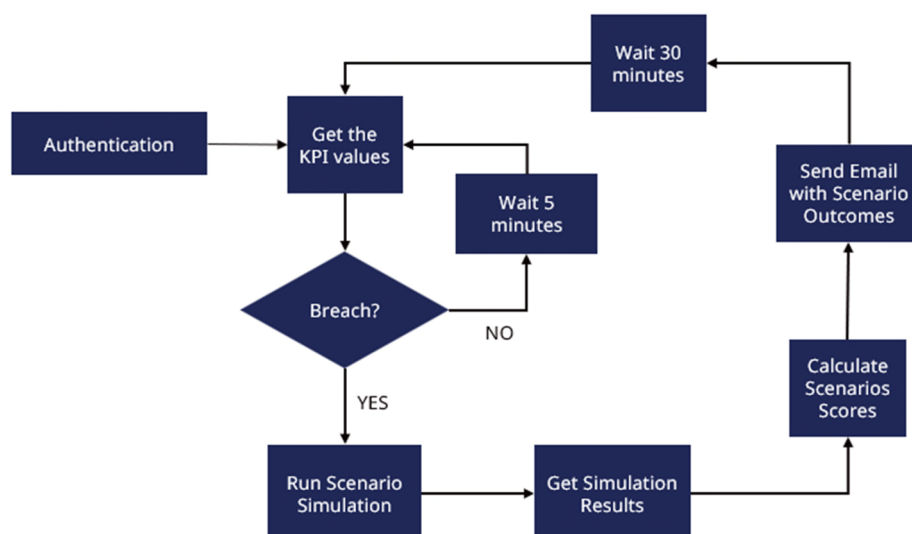 Wait 30
minutes
Authentication
Get the
KPI values
Wait 5
minutes
Send Email
with Scenario
Outcomes
Breach?
NO
YES
Calculate
Scenarios
Scores
Run Scenario
Simulation
Get Simulation
Results